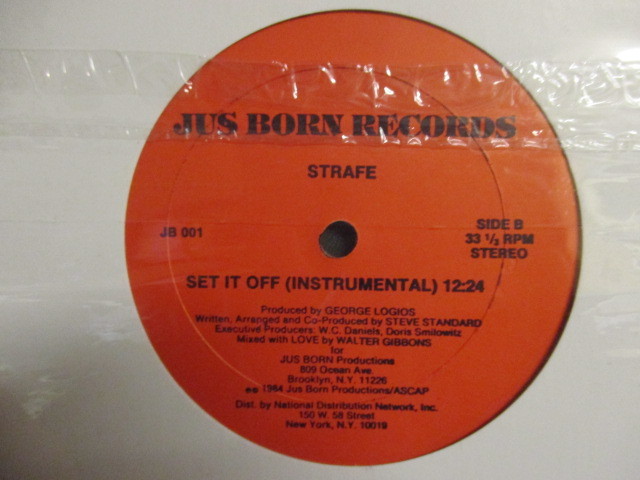 JUS BORN RECORDS
STRAFE
JB 001
SIDE B
33 1/3 RPM
STEREO
SET IT OFF (INSTRUMENTAL) 12:24
Produced by GEORGE LOGIOS
Written, Arranged and Co-Produced by STEVE STANDARD
Executive Producers: W.C. Daniels, Doris Smitowitz
Mixed with LOVE by WALTER GIBBONS
for
JUS BORN Productions
809 Ocean Ave.
Brooklyn, N.Y. 11226
1984 Jus Born Productions/ASCAP
Dist. by National Distribution Network, Inc.
150 W. 58 Street
New York, N.Y. 10019